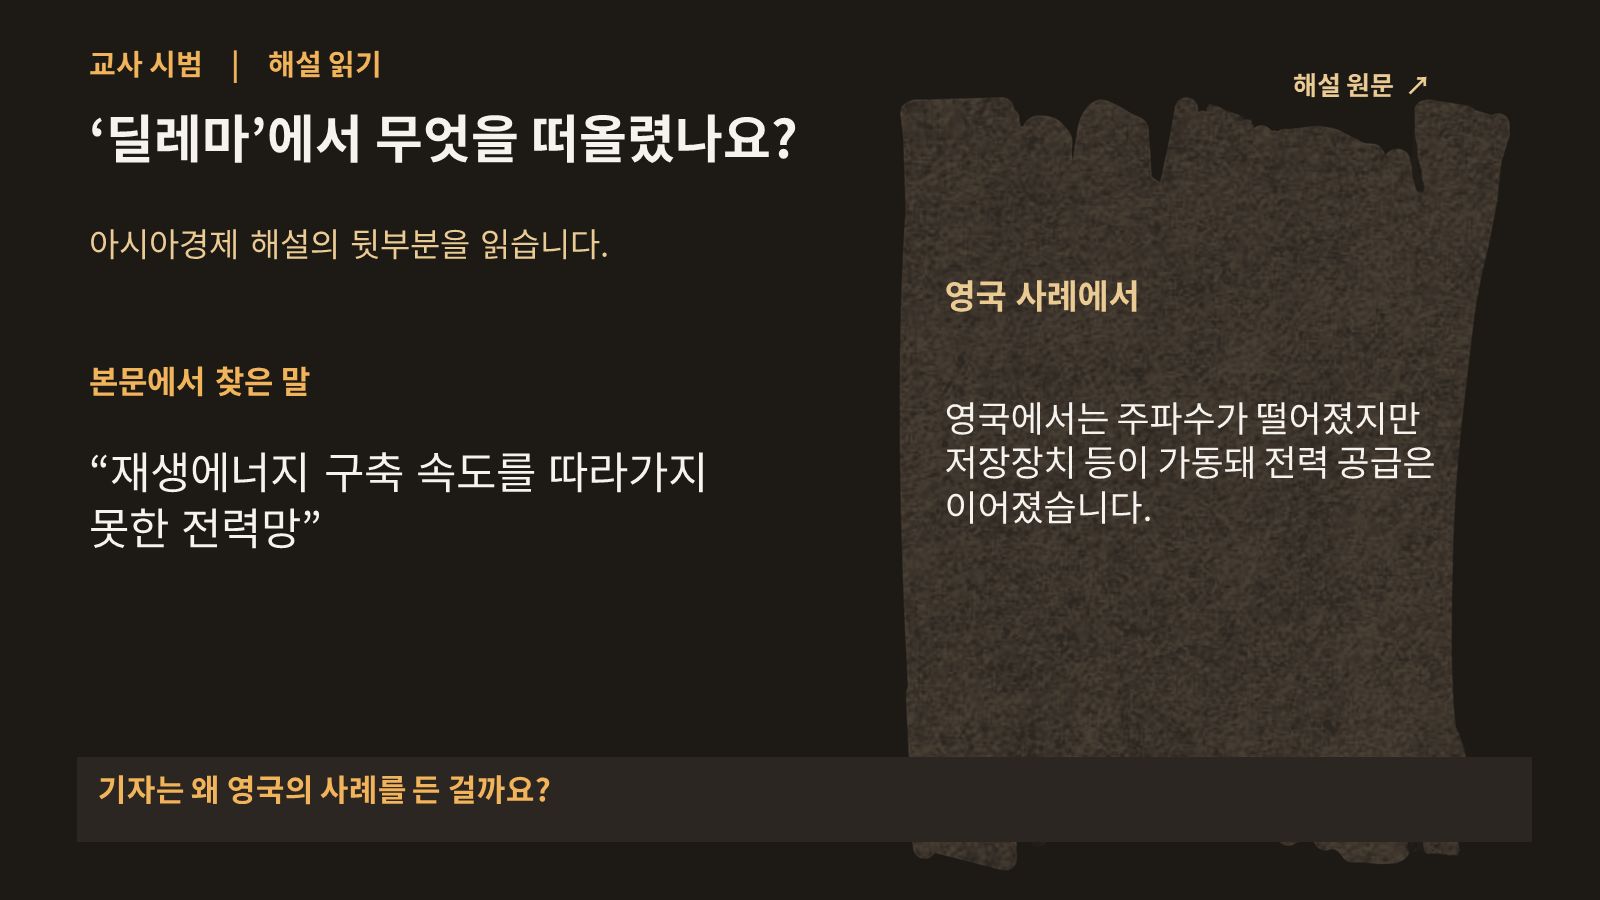 교사 시범 | 해설 읽기
해설 원문 ↗
‘딜레마’에서 무엇을 떠올렸나요?
아시아경제 해설의 뒷부분을 읽습니다.
본문에서 찾은 말
“재생에너지 구축 속도를 따라가지
못한 전력망”
영국 사례에서
영국에서는 주파수가 떨어졌지만
저장장치 등이 가동돼 전력 공급은
이어졌습니다.
기자는 왜 영국의 사례를 든 걸까요?